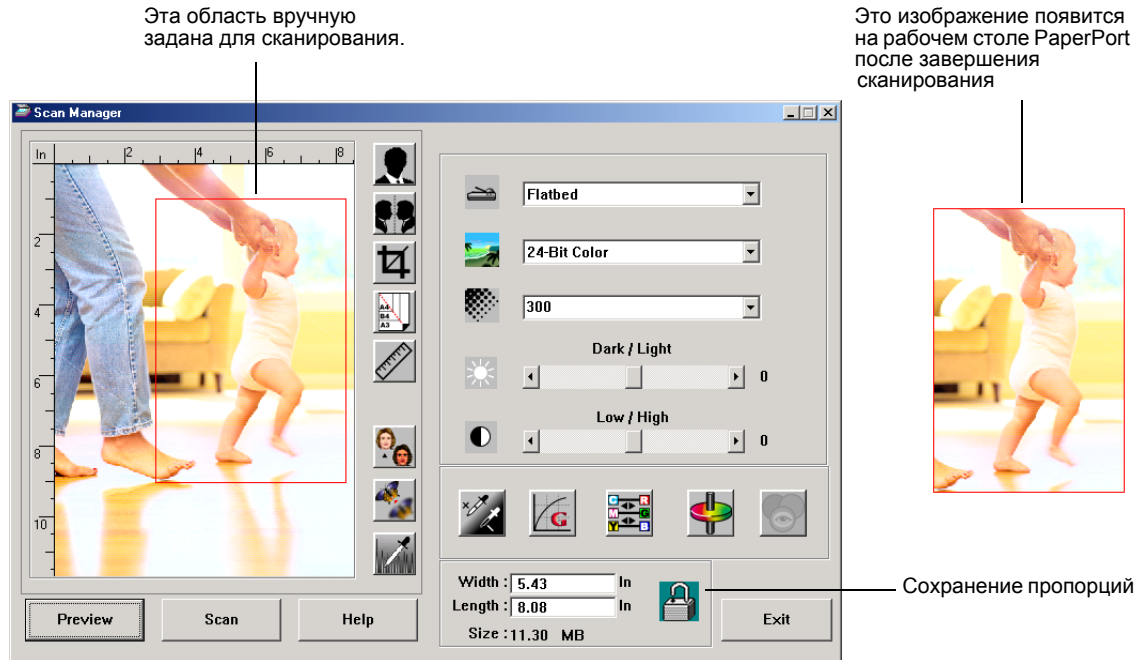 Эта область вручную
задана для сканирования.
Это изображение появится
на рабочем столе PaperPort
после завершения
сканирования
Scan Manager
In 2 4 6 8
2
4
6
8
10
A4
B4
A3
Flatbed
24-Bit Color
300
Dark / Light
0
Low / High
0
G
C R
M G
Y B
Width : 5.43 In
Length : 8.08 In
Size : 11.30 MB
Сохранение пропорций
Preview Scan Help Exit